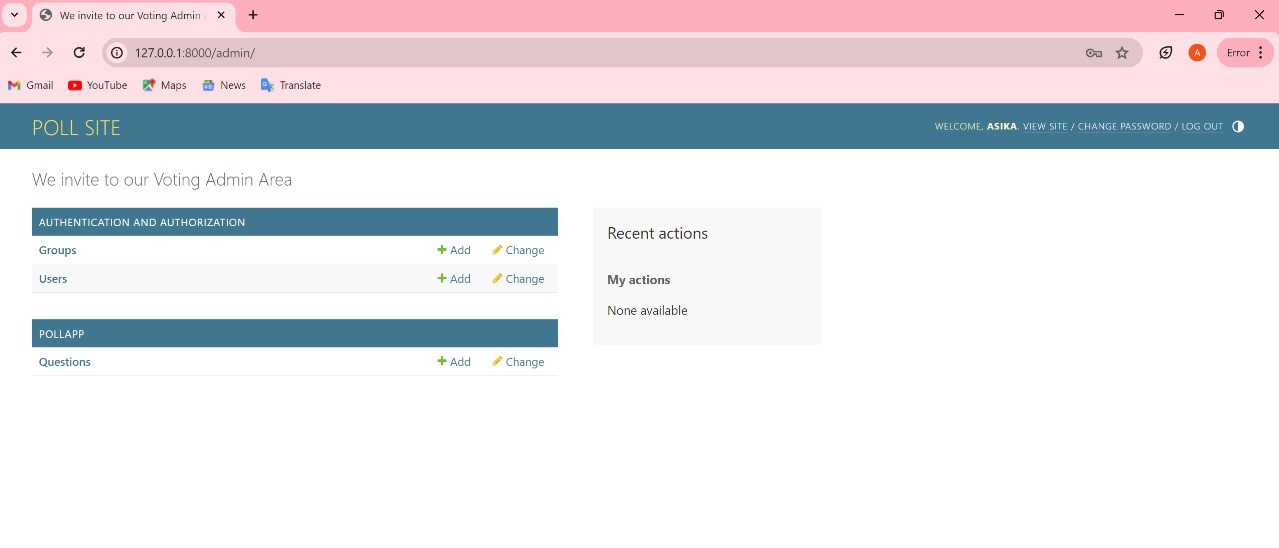 We invite to our Voting Admin
127.0.0.1:8000/admin/
Error
Gmail YouTube Maps News Translate
POLL SITE
WELCOME, ASIKA. VIEW SITE / CHANGE PASSWORD / LOG OUT
We invite to our Voting Admin Area
AUTHENTICATION AND AUTHORIZATION
Groups Add Change
Users Add Change
POLLAPP
Questions Add Change
Recent actions
My actions
None available
A